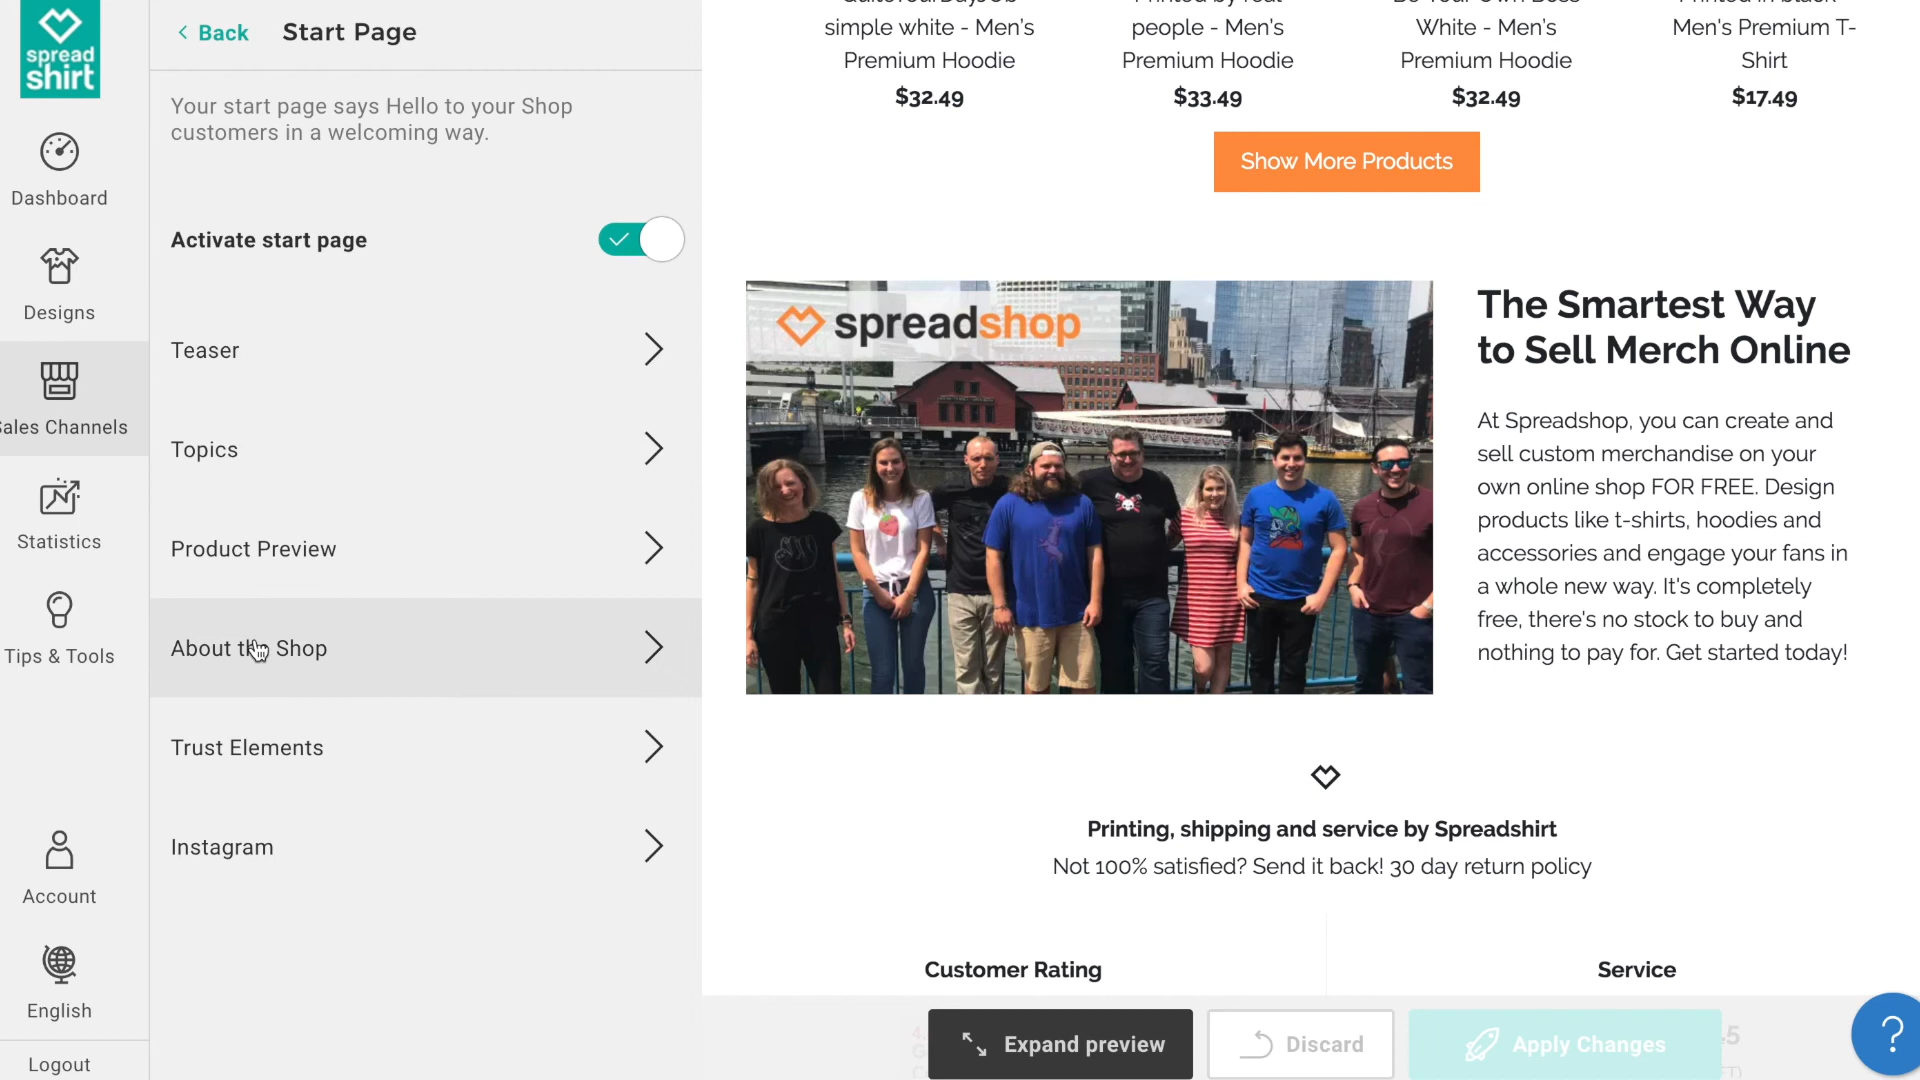 spread
shirt
Dashboard
Designs
ales Channels
Statistics
Tips & Tools
Account
English
Logout
Back
Start Page
Your start page says Hello to your Shop
customers in a welcoming way.
Activate start page
Teaser
Topics
Product Preview
About the Shop
Trust Elements
Instagram
simple white - Men's
Premium Hoodie
$32.49
people - Men's
Premium Hoodie
$33.49
White - Men's
Premium Hoodie
$32.49
Men's Premium T-
Shirt
$17.49
Show More Products
spreadshop
The Smartest Way
to Sell Merch Online
At Spreadshop, you can create and
sell custom merchandise on your
own online shop FOR FREE. Design
products like t-shirts, hoodies and
accessories and engage your fans in
a whole new way. It's completely
free, there's no stock to buy and
nothing to pay for. Get started today!
Printing, shipping and service by Spreadshirt
Not 100% satisfied? Send it back! 30 day return policy
Customer Rating
Service
Expand preview
Discard
Apply Changes
?